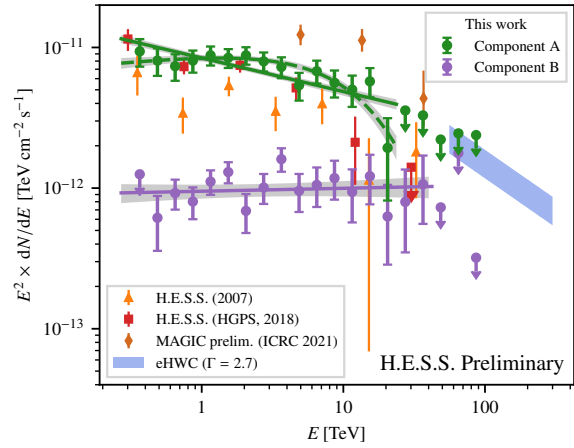 This work
Component A
Component B
10⁻¹¹
10⁻¹²
10⁻¹³
E² × dN/dE [TeV cm⁻² s⁻¹]
H.E.S.S.
(2007)
H.E.S.S. (HGPS, 2018)
MAGIC prelim. (ICRC 2021)
eHWC (Γ = 2.7)
H.E.S.S. Preliminary
1 10 100
E [TeV]